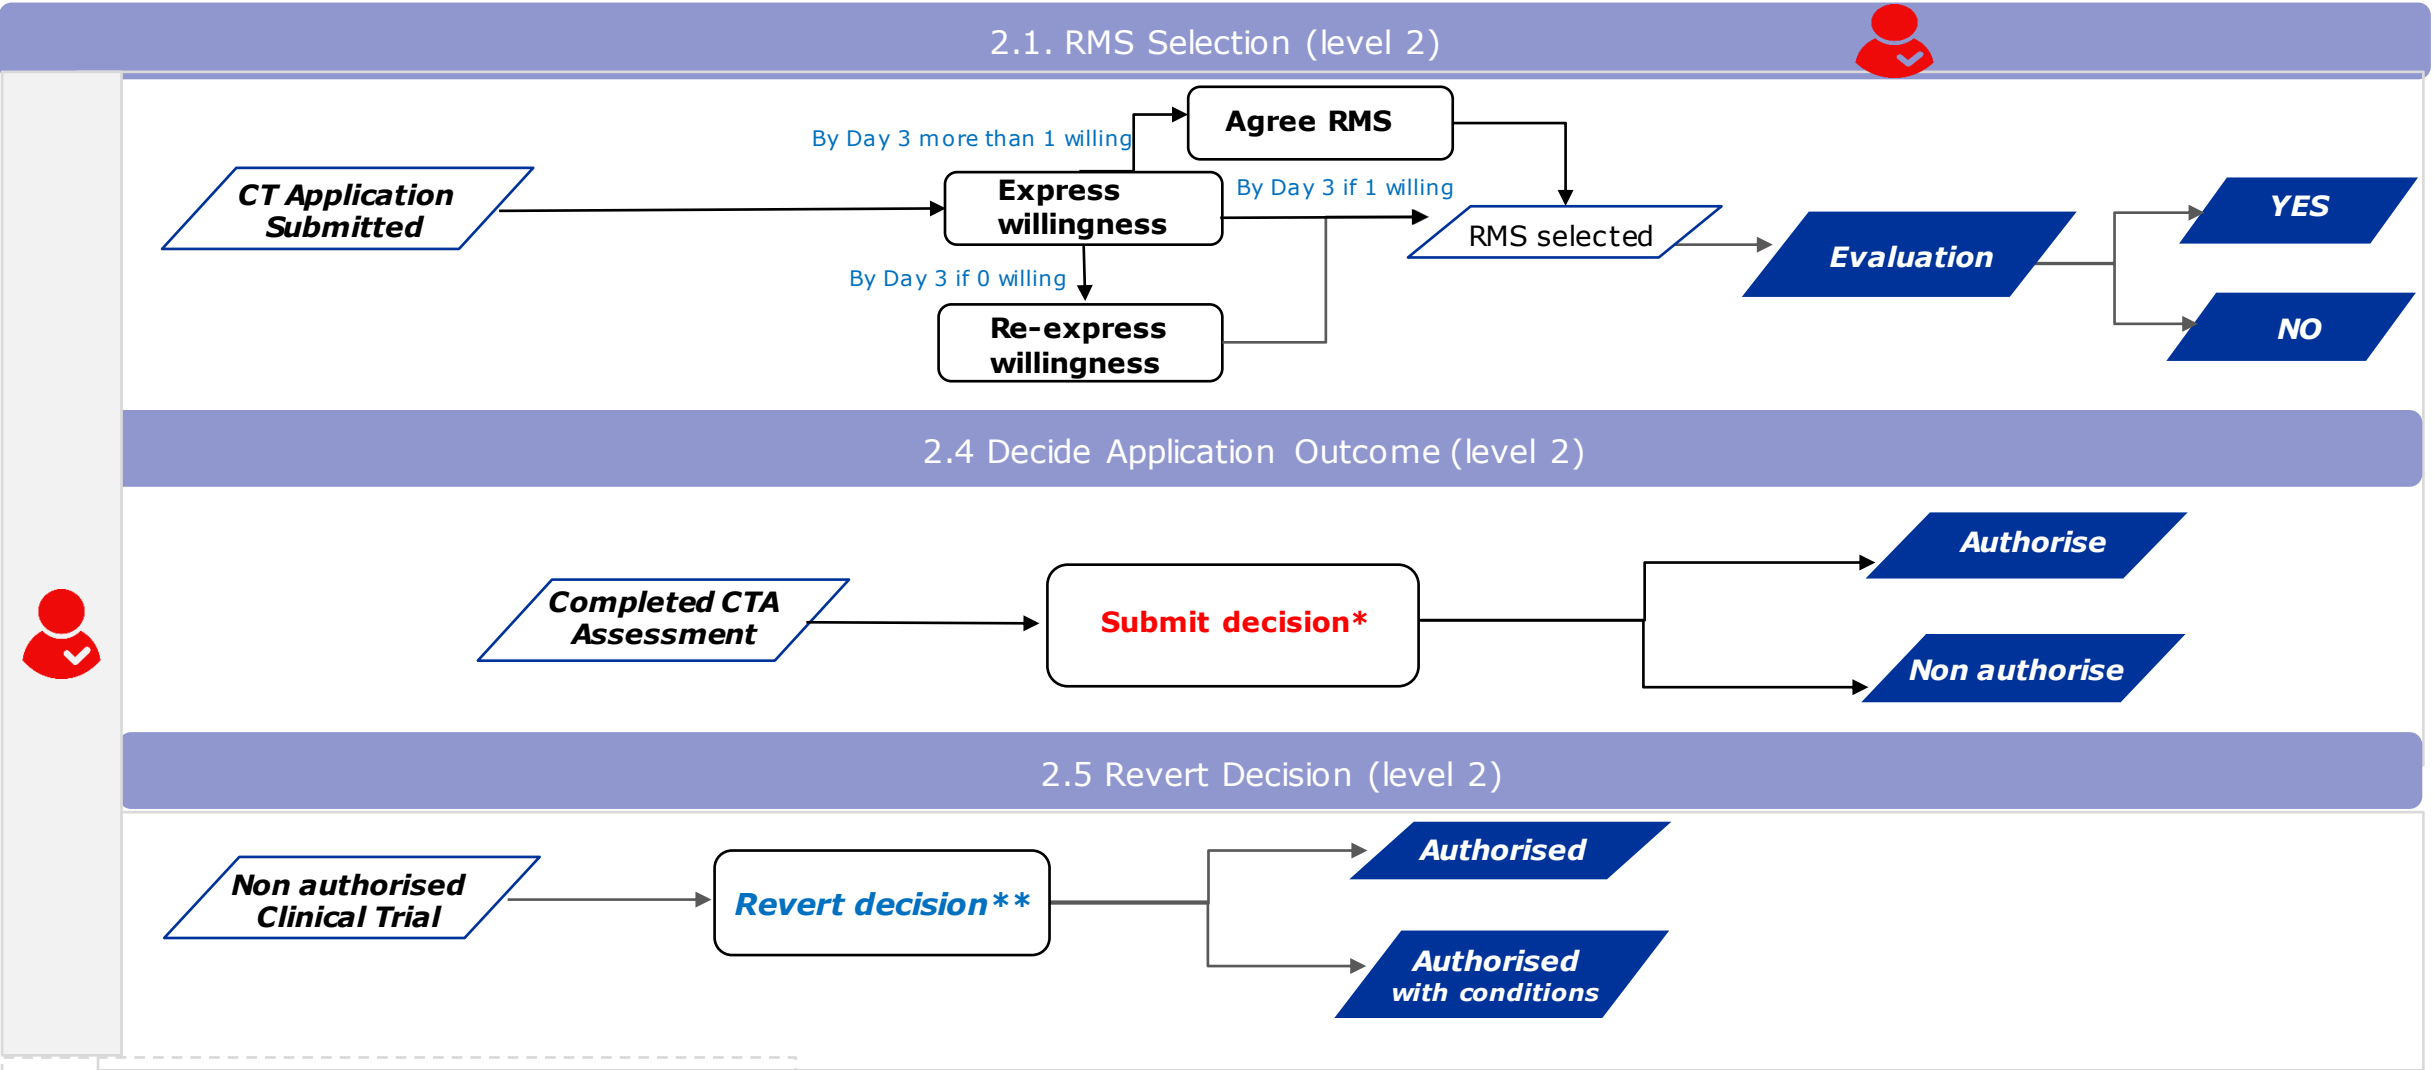 2.1. RMS Selection (level 2)
Agree RMS
By Day 3 more than 1 willing
CT Application
Submitted
Express
willingness
By Day 3 if 1 willing
RMS selected
Evaluation
YES
NO
By Day 3 if 0 willing
Re-express
willingness
2.4 Decide Application Outcome (level 2)
Completed CTA
Assessment
Submit decision*
Authorise
Non authorise
2.5 Revert Decision (level 2)
Non authorised
Clinical Trial
Revert decision**
Authorised
Authorised
with conditions